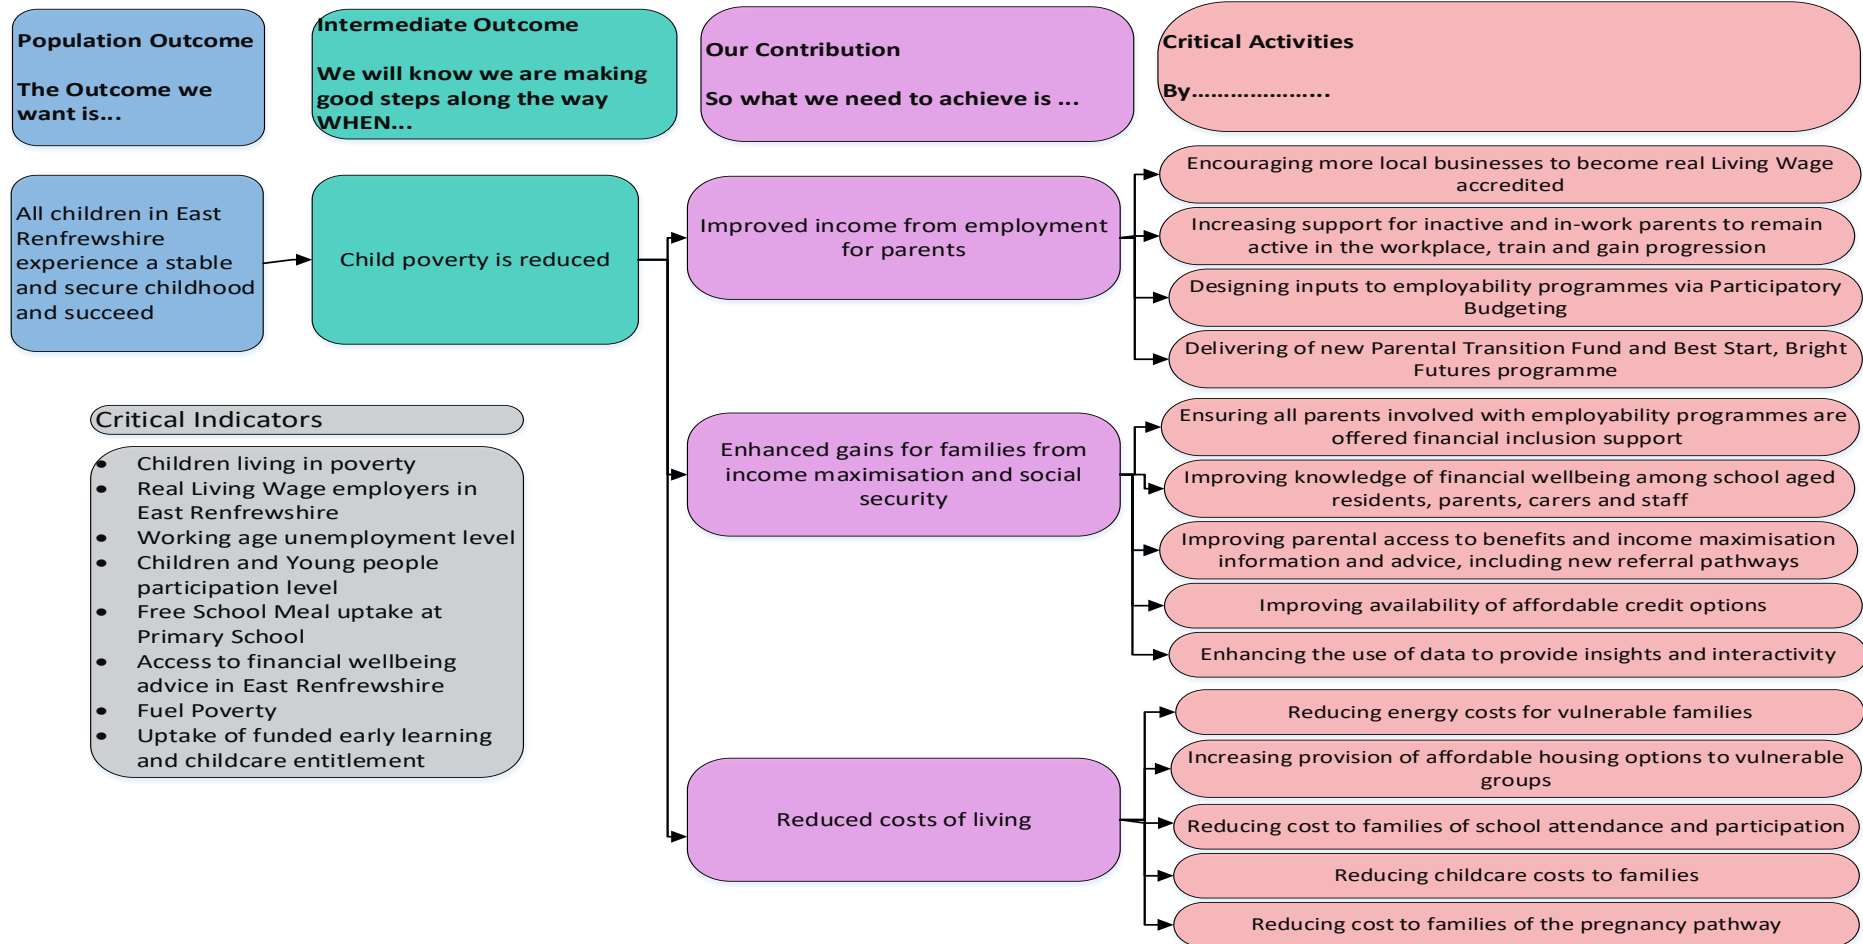 Population Outcome
The Outcome we
want is...
Intermediate Outcome
We will know we are making
good steps along the way
WHEN...
Our Contribution
So what we need to achieve is ...
Critical Activities
By.....................
All children in East
Renfrewshire
experience a stable
and secure childhood
and succeed
Child poverty is reduced
Improved income from employment
for parents
Encouraging more local businesses to become real Living Wage
accredited
Increasing support for inactive and in-work parents to remain
active in the workplace, train and gain progression
Designing inputs to employability programmes via Participatory
Budgeting
Delivering of new Parental Transition Fund and Best Start, Bright
Futures programme
Enhanced gains for families from
income maximisation and social
security
Ensuring all parents involved with employability programmes are
offered financial inclusion support
Improving knowledge of financial wellbeing among school aged
residents, parents, carers and staff
Improving parental access to benefits and income maximisation
information and advice, including new referral pathways
Improving availability of affordable credit options
Enhancing the use of data to provide insights and interactivity
Reduced costs of living
Reducing energy costs for vulnerable families
Increasing provision of affordable housing options to vulnerable
groups
Reducing cost to families of school attendance and participation
Reducing childcare costs to families
Reducing cost to families of the pregnancy pathway
Critical Indicators
• Children living in poverty
• Real Living Wage employers in
East Renfrewshire
• Working age unemployment level
• Children and Young people
participation level
• Free School Meal uptake at
Primary School
• Access to financial wellbeing
advice in East Renfrewshire
• Fuel Poverty
• Uptake of funded early learning
and childcare entitlement